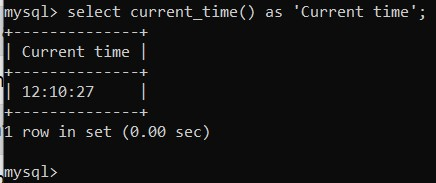 mysql> select current_time() as 'Current time';
+--------------+
| Current time |
+--------------+
| 12:10:27     |
+--------------+
1 row in set (0.00 sec)
mysql>